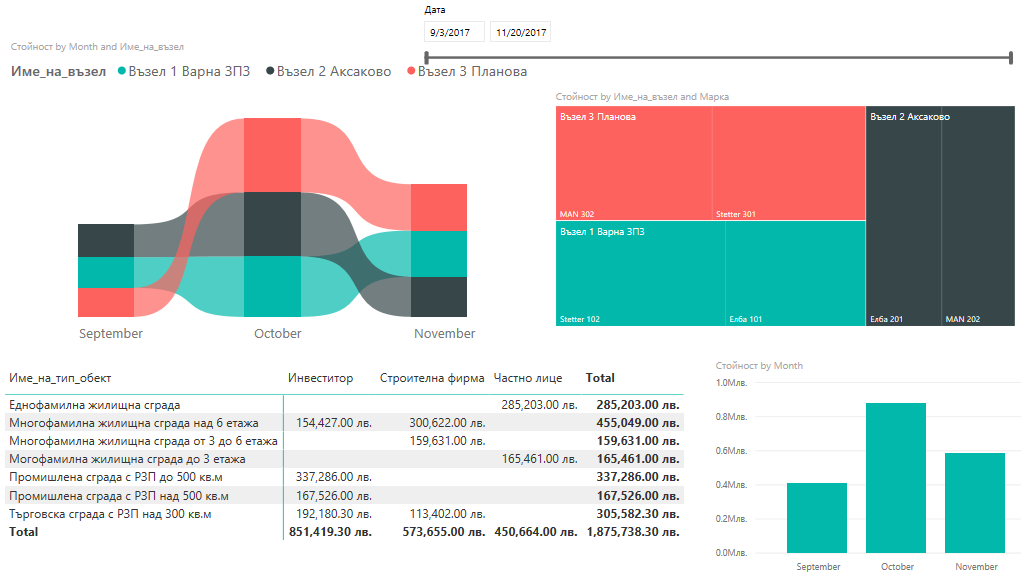 Дата
9/3/2017 11/20/2017
Стойност by Month and Име_на_възел
Име_на_възел Възел 1 Варна ЗПЗ Възел 2 Аксаково Възел 3 Планова
September October November
Стойност by Име_на_възел and Марка
Възел 3 Планова Възел 2 Аксаково
MAN 302 Stetter 301
Възел 1 Варна ЗПЗ
Stetter 102 Елба 101 Елба 201 MAN 202
Име_на_тип_обект Инвеститор Строителна фирма Частно лице Total
Еднофамилна жилищна сграда 285,203.00 лв. 285,203.00 лв.
Многофамилна жилищна сграда над 6 етажа 154,427.00 лв. 300,622.00 лв. 455,049.00 лв.
Многофамилна жилищна сграда от 3 до 6 етажа 159,631.00 лв. 159,631.00 лв.
Могофамилна жилищна сграда до 3 етажа 165,461.00 лв. 165,461.00 лв.
Промишлена сграда с РЗП до 500 кв.м 337,286.00 лв. 337,286.00 лв.
Промишлена сграда с РЗП над 500 кв.м 167,526.00 лв. 167,526.00 лв.
Търговска сграда с РЗП над 300 кв.м 192,180.30 лв. 113,402.00 лв. 305,582.30 лв.
Total 851,419.30 лв. 573,655.00 лв. 450,664.00 лв. 1,875,738.30 лв.
Стойност by Month
1.0Млв.
0.8Млв.
0.6Млв.
0.4Млв.
0.2Млв.
0.0Млв.
September October November